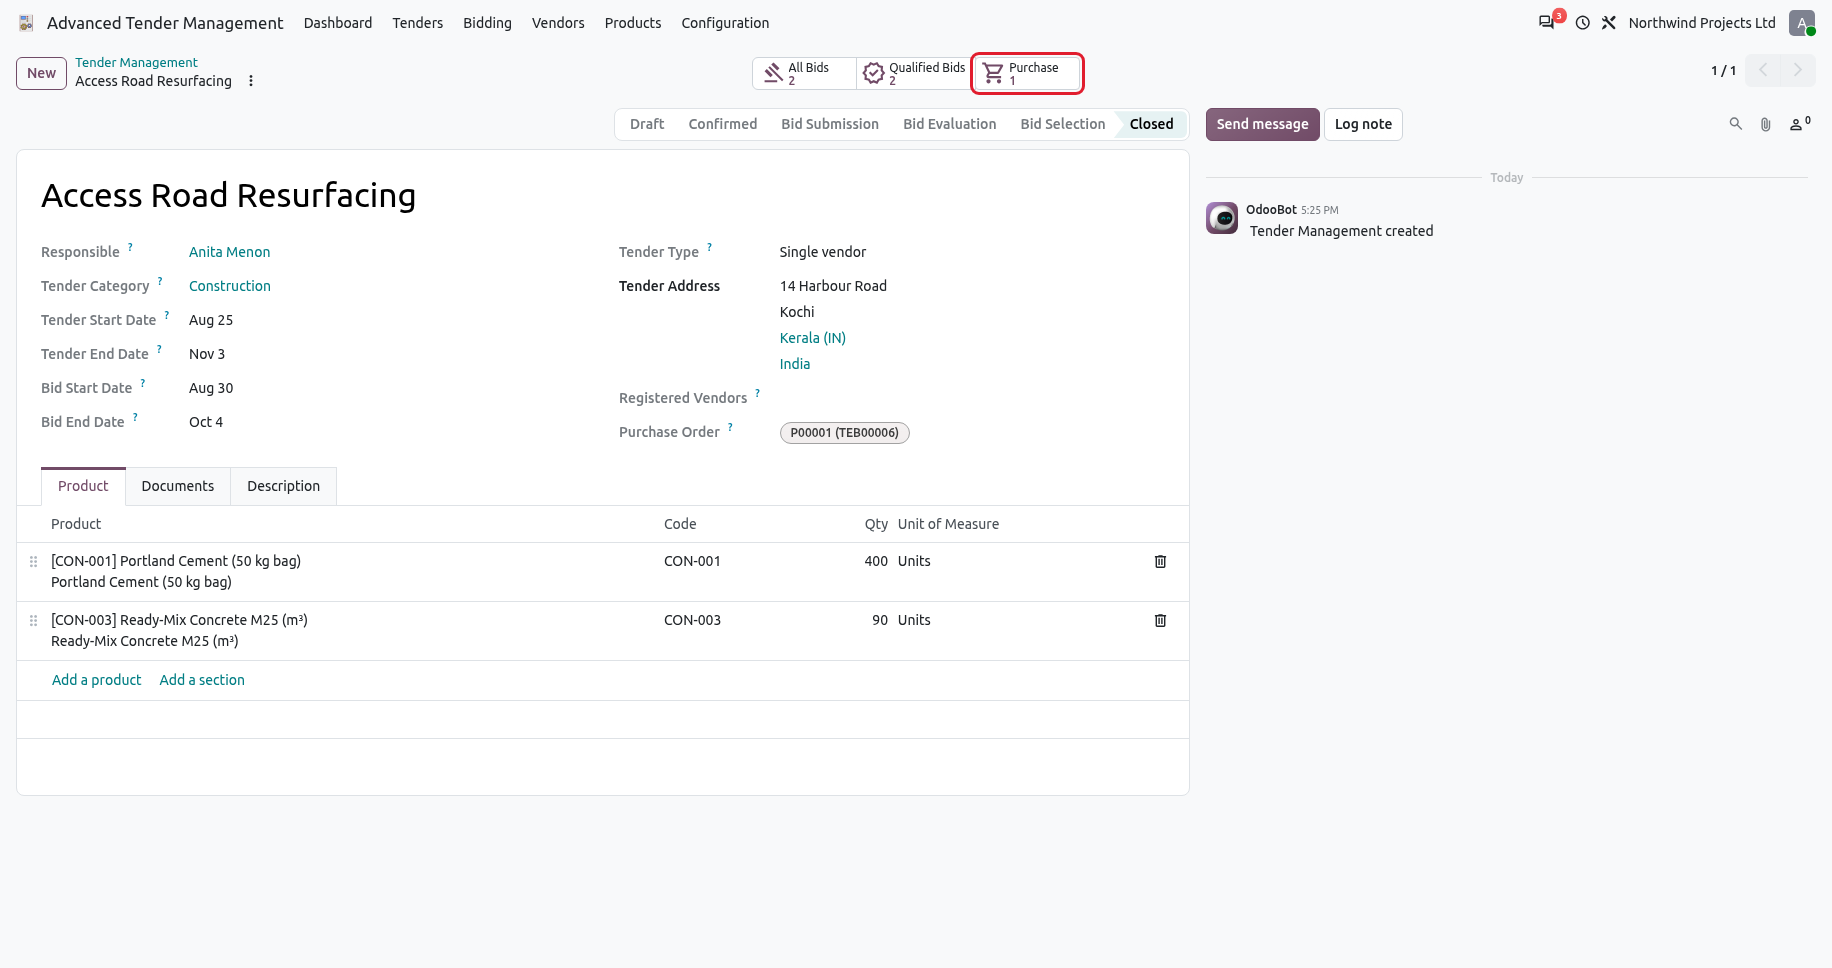 Advanced Tender Management Dashboard Tenders Bidding Vendors Products Configuration 3 Northwind Projects Ltd A
New Tender Management
Access Road Resurfacing
All Bids 2
Qualified Bids 2
Purchase 1
1 / 1
Draft Confirmed Bid Submission Bid Evaluation Bid Selection Closed
Send message Log note 0
Access Road Resurfacing
Responsible ? Anita Menon
Tender Category ? Construction
Tender Start Date ? Aug 25
Tender End Date ? Nov 3
Bid Start Date ? Aug 30
Bid End Date ? Oct 4
Tender Type ? Single vendor
Tender Address 14 Harbour Road
Kochi
Kerala (IN)
India
Registered Vendors ?
Purchase Order ? P00001 (TEB00006)
Product Documents Description
Product Code Qty Unit of Measure
[CON-001] Portland Cement (50 kg bag) CON-001 400 Units
Portland Cement (50 kg bag)
[CON-003] Ready-Mix Concrete M25 (m³) CON-003 90 Units
Ready-Mix Concrete M25 (m³)
Add a product Add a section
Today
OdooBot 5:25 PM
Tender Management created